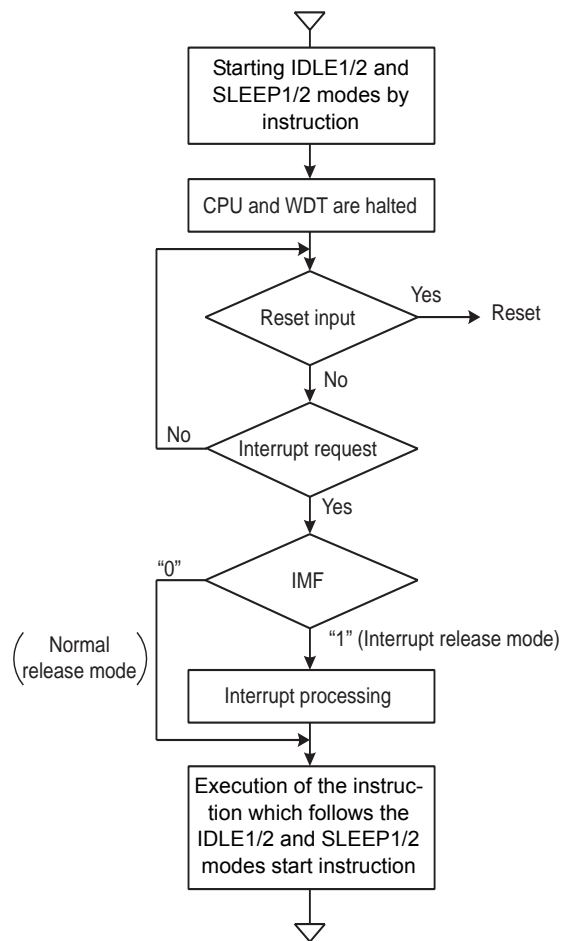 Starting IDLE1/2 and
SLEEP1/2 modes by
instruction
CPU and WDT are halted
Reset input
Yes
Reset
No
No
Interrupt request
Yes
“0”
IMF
“1” (Interrupt release mode)
Normal
release mode
Interrupt processing
Execution of the instruc-
tion which follows the
IDLE1/2 and SLEEP1/2
modes start instruction